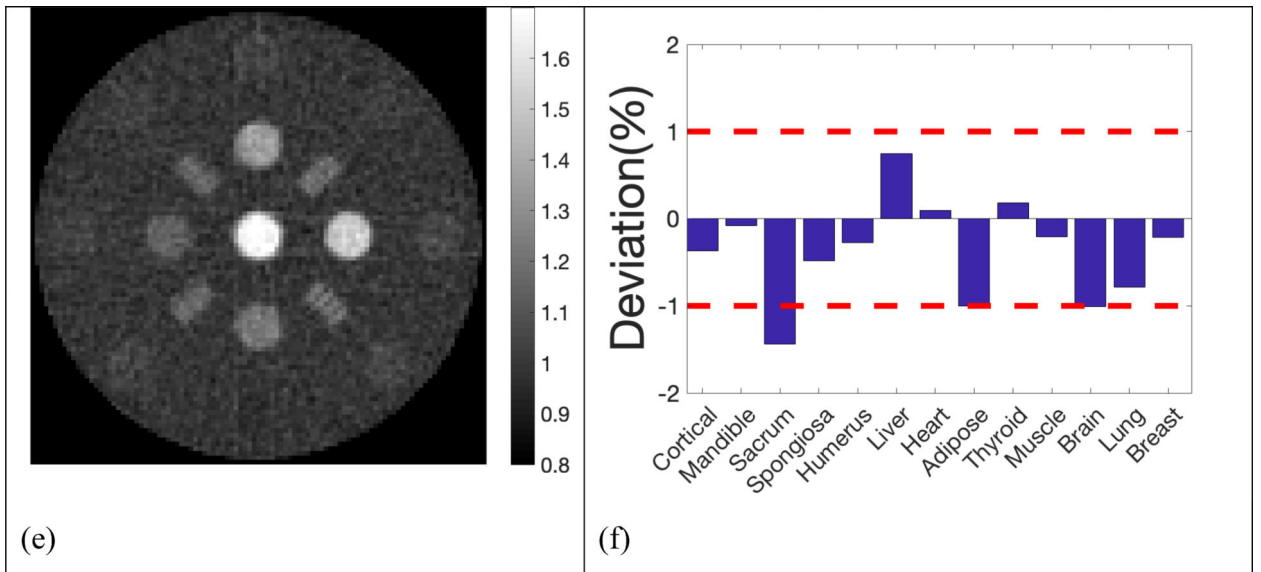 1.6
1.5
1.4
1.3
1.2
1.1
1
0.9
0.8
(e)
Deviation(%)
2
1
0
-1
-2
Cortical
Mandible
Sacrum
Spongiosa
Humerus
Liver
Heart
Adipose
Thyroid
Muscle
Brain
Lung
Breast
(f)